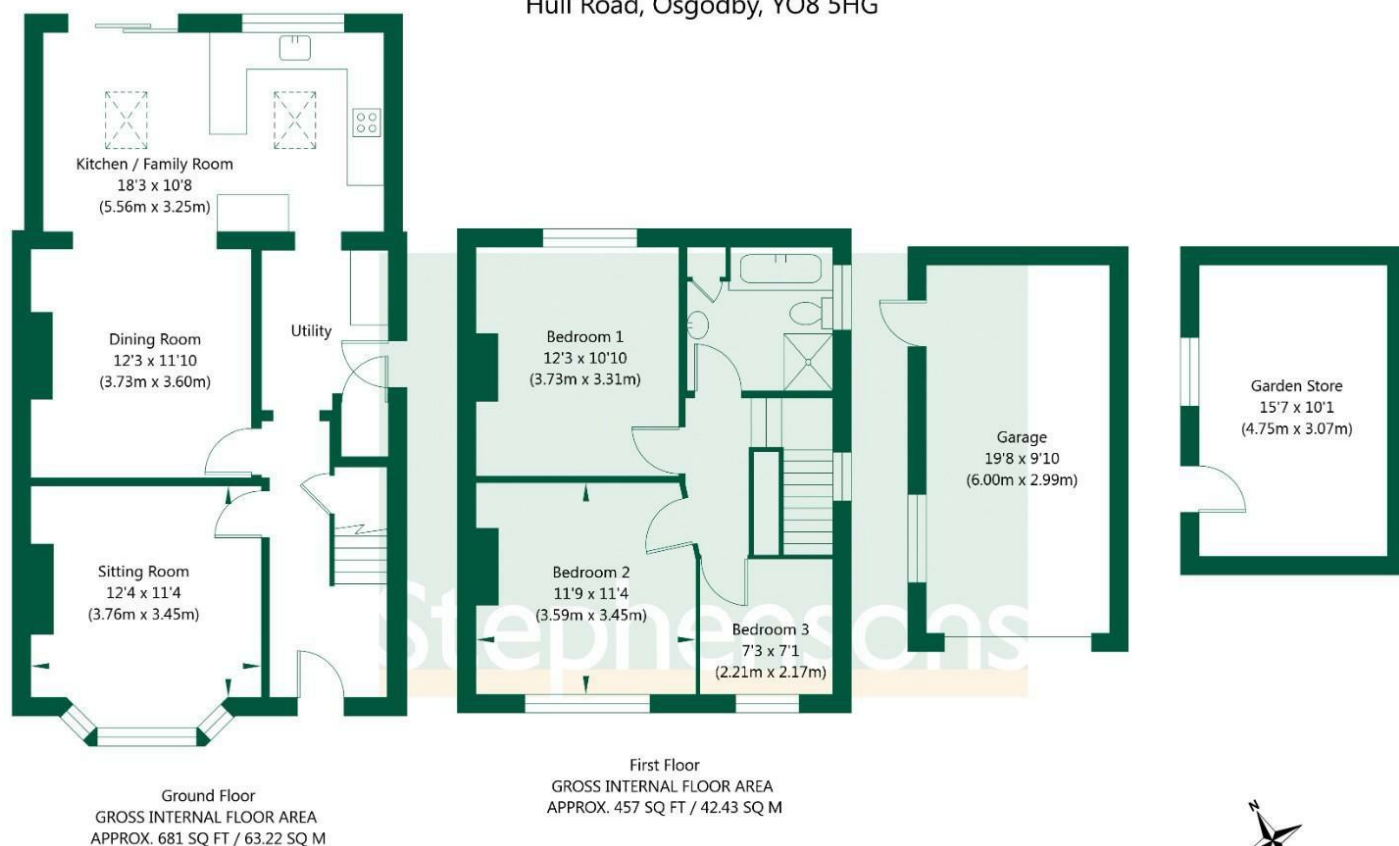 Hull Road, Osgodby, YO8 5HG
Kitchen / Family Room
18'3 x 10'8
(5.56m x 3.25m)
Dining Room
12'3 x 11'10
(3.73m x 3.60m)
Utility
Sitting Room
12'4 x 11'4
(3.76m x 3.45m)
Ground Floor
GROSS INTERNAL FLOOR AREA
APPROX. 681 SQ FT / 63.22 SQ M
Bedroom 1
12'3 x 10'10
(3.73m x 3.31m)
Bedroom 2
11'9 x 11'4
(3.59m x 3.45m)
Bedroom 3
7'3 x 7'1
(2.21m x 2.17m)
First Floor
GROSS INTERNAL FLOOR AREA
APPROX. 457 SQ FT / 42.43 SQ M
Garage
19'8 x 9'10
(6.00m x 2.99m)
Garden Store
15'7 x 10'1
(4.75m x 3.07m)
Stephensons
N